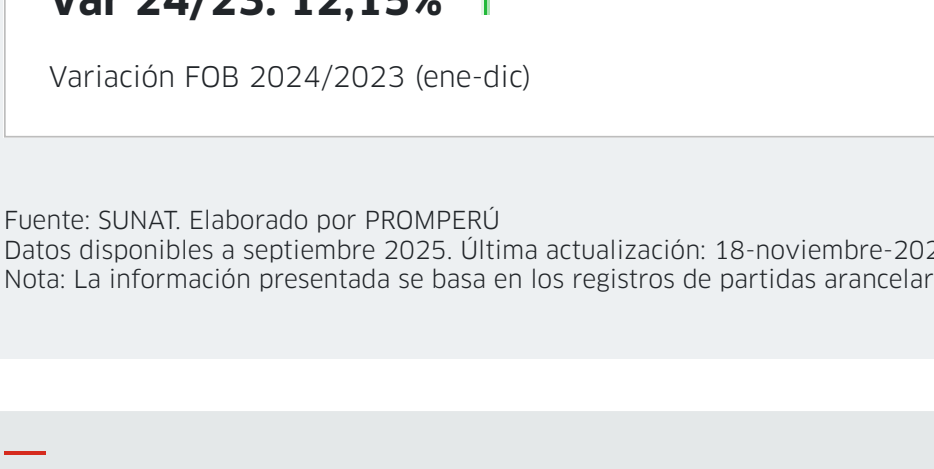 Var 24/23: 12,15%
Variación FOB 2024/2023 (ene-dic)
Fuente: SUNAT. Elaborado por PROMPERÚ
Datos disponibles a septiembre 2025. Última actualización: 18-noviembre-202
Nota: La información presentada se basa en los registros de partidas arancelar